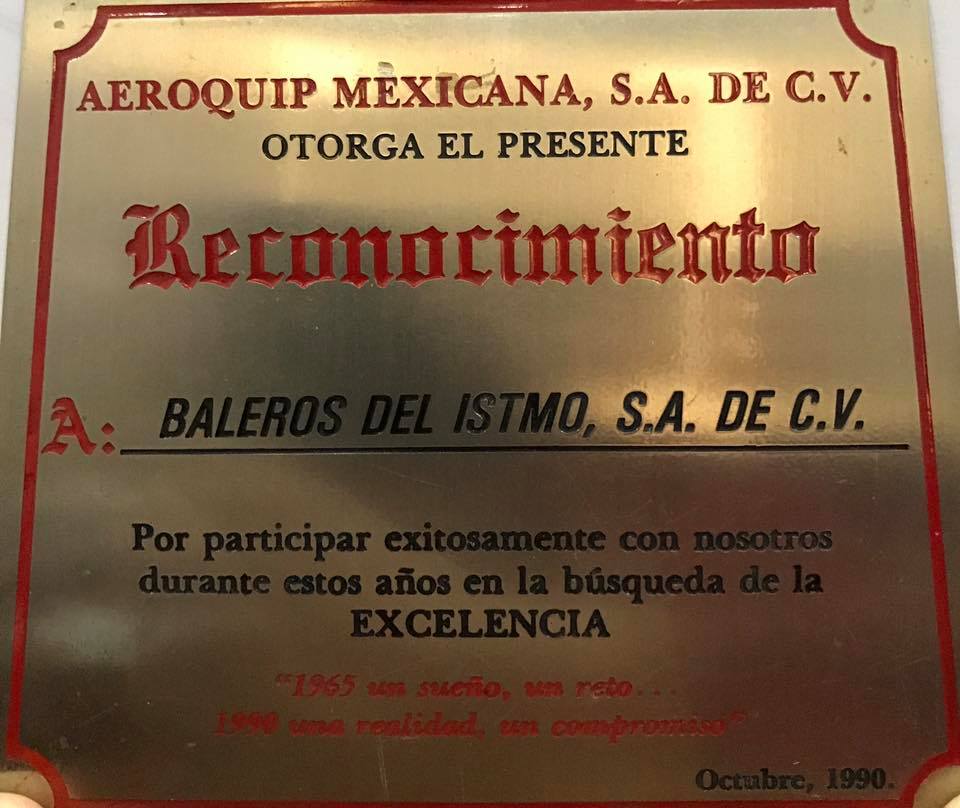 AEROQUIP MEXICANA, S.A. DE C.V.
OTORGA EL PRESENTE
Reconocimiento
A: BALEROS DEL ISTMO, S.A. DE C.V.
Por participar exitosamente con nosotros
durante estos años en la búsqueda de la
EXCELENCIA
"1965 un sueño, un reto...
1990 una realidad, un compromiso"
Octubre, 1990.